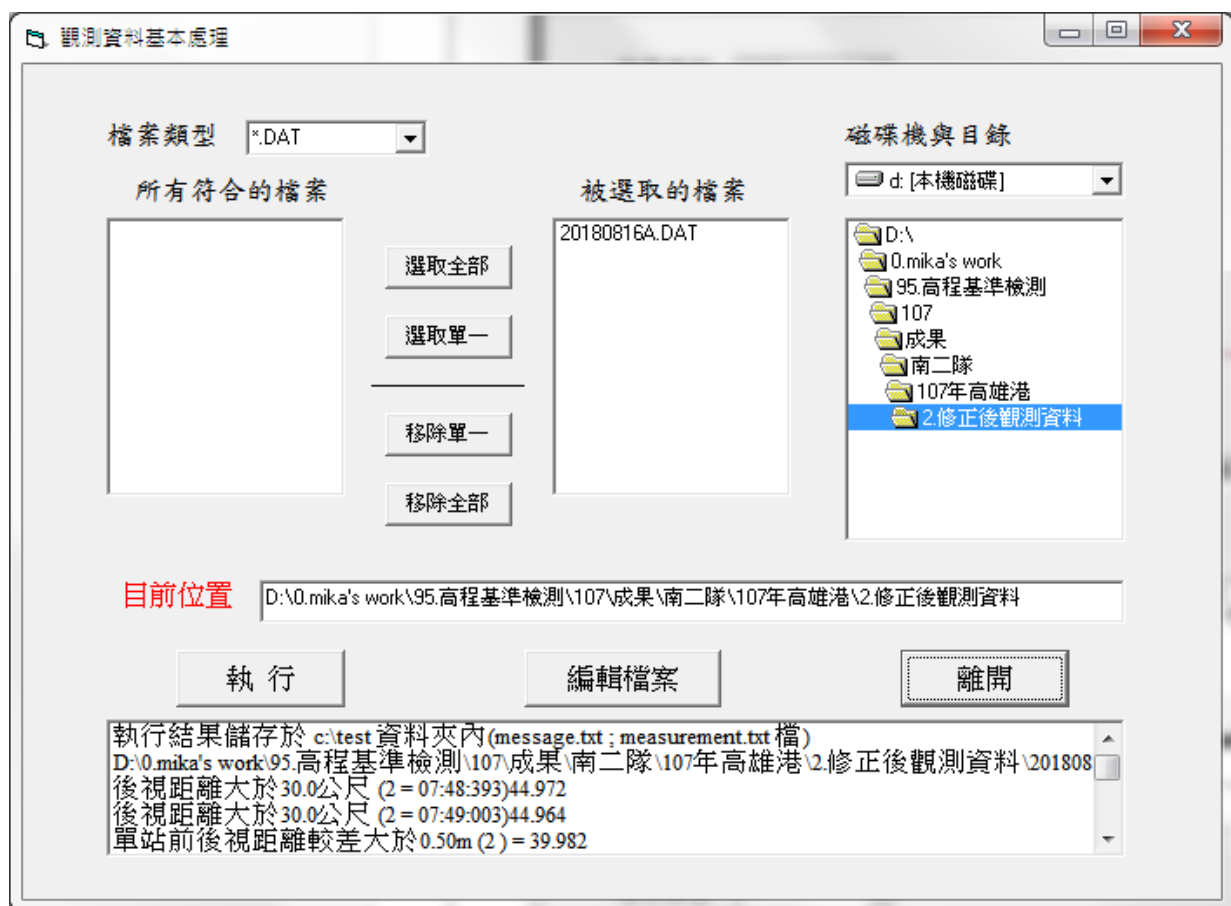 觀測資料基本處理
檔案類型
*.DAT
磁碟機與目錄
d: [本機磁碟]
所有符合的檔案
被選取的檔案
20180816A.DAT
選取全部
選取單一
移除單一
移除全部
D:\
0.mika's work
95.高程基準檢測
107
成果
南二隊
107年高雄港
2.修正後觀測資料
目前位置
D:\0.mika's work\95.高程基準檢測\107\成果\南二隊\107年高雄港\2.修正後觀測資料
執 行
編輯檔案
離開
執行結果儲存於 c:\test 資料夾內(message.txt ; measurement.txt 檔)
D:\0.mika's work\95.高程基準檢測\107\成果\南二隊\107年高雄港\2.修正後觀測資料\201808
後視距離大於30.0公尺 (2 = 07:48:393)44.972
後視距離大於30.0公尺 (2 = 07:49:003)44.964
單站前後視距離較差大於0.50m (2 ) = 39.982